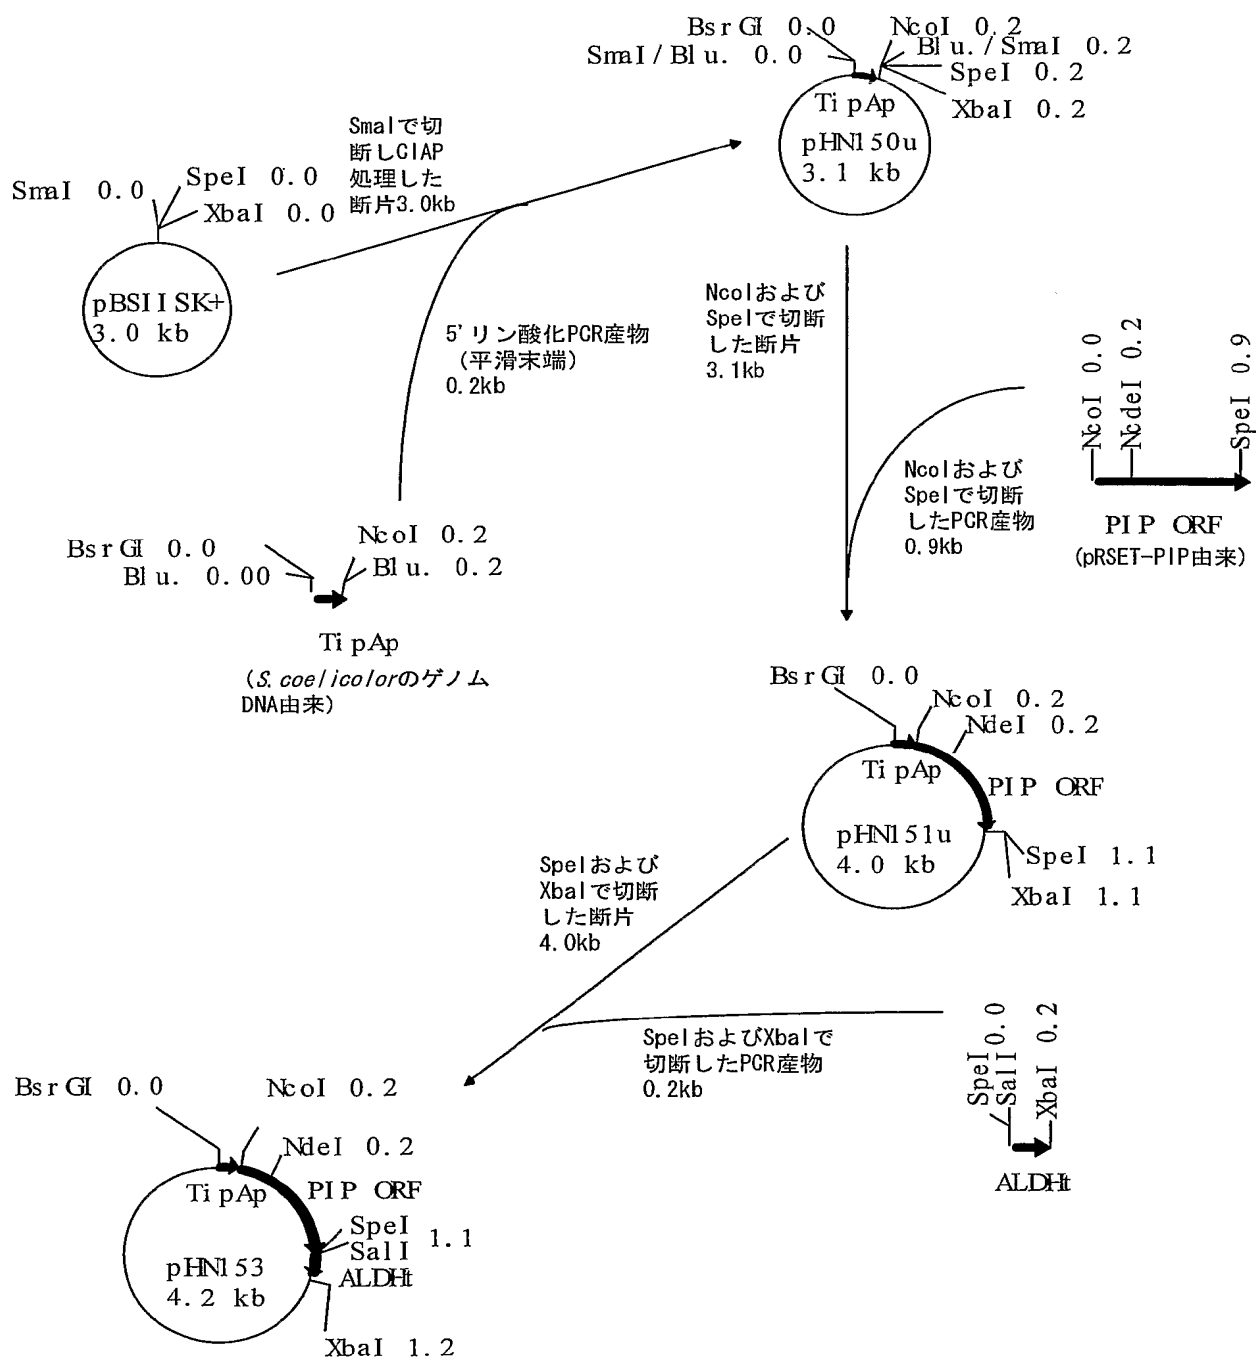 BsrGI 0.0
SmaI/Blu. 0.0
NcoI 0.2
Blu./SmaI 0.2
SpeI 0.2
XbaI 0.2
TipAp
pHN150u
3.1 kb
SmaIで切
断しCIAP
処理した
断片3.0kb
SmaI 0.0
SpeI 0.0
XbaI 0.0
pBSIISK+
3.0 kb
5'リン酸化PCR産物
（平滑末端）
0.2kb
NcoIおよび
SpeIで切断
した断片
3.1kb
NcoI 0.0
NcdeI 0.2
SpeI 0.9
NcoIおよび
SpeIで切断
したPCR産物
0.9kb
PIP ORF
(pRSET-PIP由来)
BsrGI 0.0
Blu. 0.00
NcoI 0.2
Blu. 0.2
TipAp
(S.coelicolorのゲノム
DNA由来)
BsrGI 0.0
NcoI 0.2
NdeI 0.2
TipAp
PIP ORF
pHN151u
4.0 kb
SpeI 1.1
XbaI 1.1
SpeIおよび
XbaIで切断
した断片
4.0kb
SpeIおよびXbaIで
切断したPCR産物
0.2kb
SpeI
SalI 0.0
XbaI 0.2
ALDHt
BsrGI 0.0
NcoI 0.2
NdeI 0.2
TipAp
PIP ORF
SpeI
SalI 1.1
ALDHt
pHN153
4.2 kb
XbaI 1.2